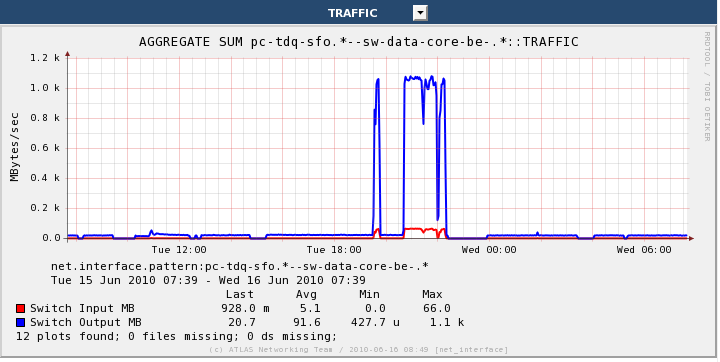 TRAFFIC
AGGREGATE SUM pc-tdq-sfo.*--sw-data-core-be-.*::TRAFFIC
RRDTOOL / TOBI OETIKER
MBytes/sec
1.2 k
1.0 k
0.8 k
0.6 k
0.4 k
0.2 k
0.0
Tue 12:00 Tue 18:00 Wed 00:00 Wed 06:00
net.interface.pattern:pc-tdq-sfo.*--sw-data-core-be-.*
Tue 15 Jun 2010 07:39 - Wed 16 Jun 2010 07:39
Last Avg Min Max
Switch Input MB 928.0 m 5.1 0.0 66.0
Switch Output MB 20.7 91.6 427.7 u 1.1 k
12 plots found; 0 files missing; 0 ds missing;
(c) ATLAS Networking Team / 2010-06-16 08:49 [net_interface]